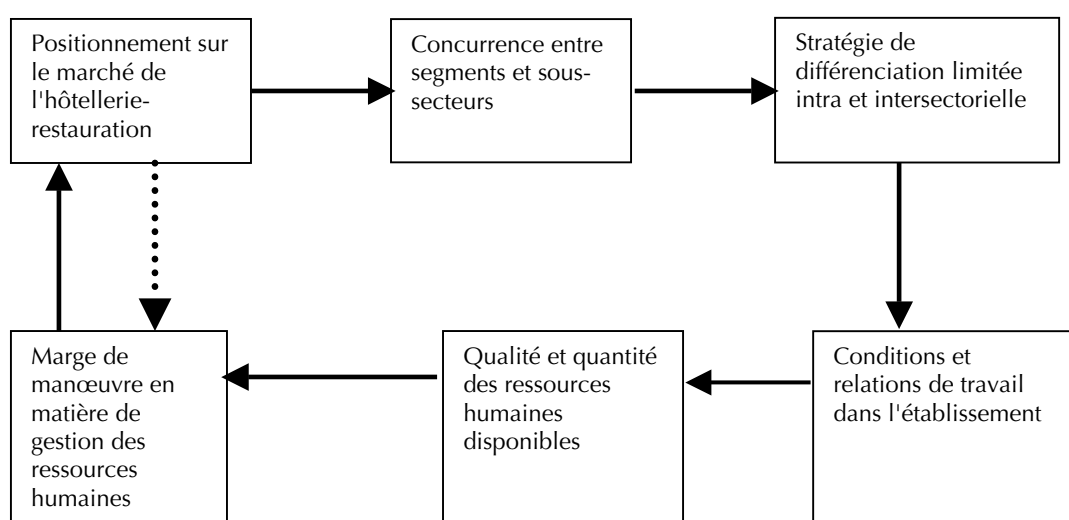 Positionnement sur
le marché de
l'hôtellerie-
restauration
Concurrence entre
segments et sous-
secteurs
Stratégie de
différenciation limitée
intra et intersectorielle
Marge de
manœuvre en
matière de
gestion des
ressources
humaines
Qualité et quantité
des ressources
humaines
disponibles
Conditions et
relations de travail
dans l'établissement